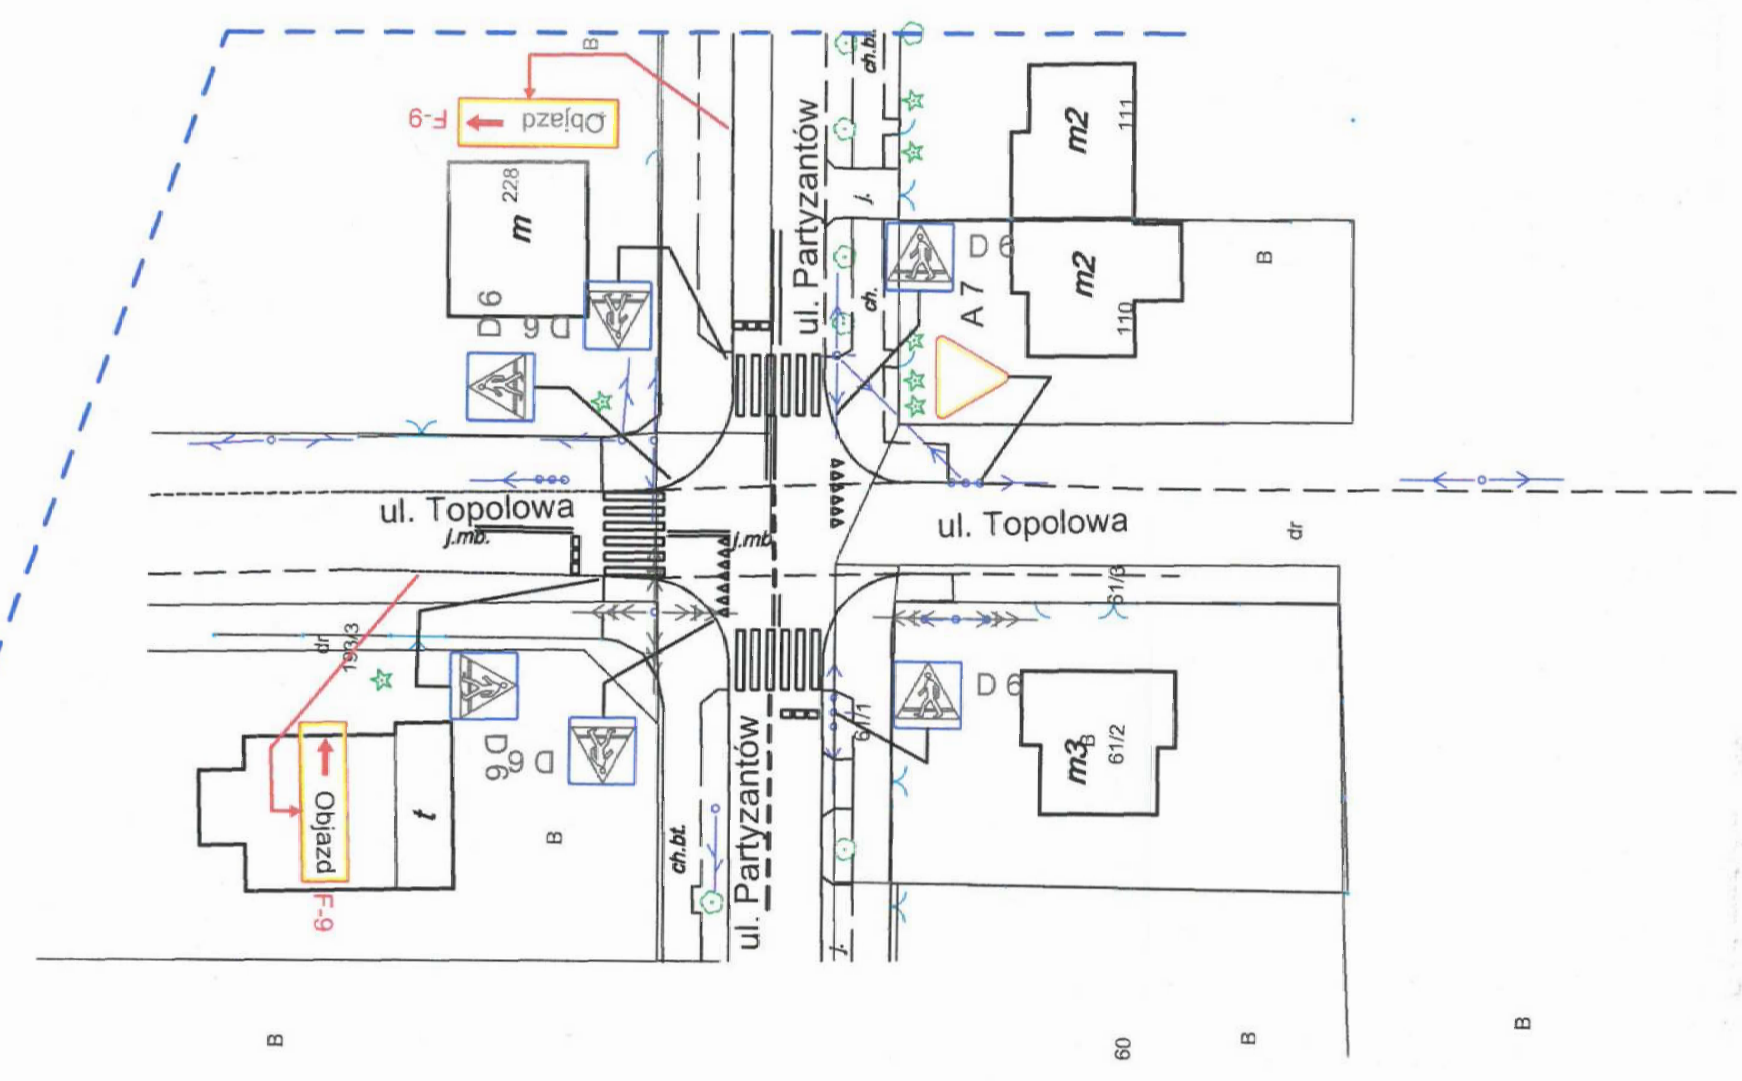 B
ch.bt.
F-9
Objazd
ul. Partyzantów
m2
111
m
228
j.
D 6
m2
110
B
ch.
A 7
D 6
D 6
ul. Topolowa
j.mb.
j.mb
ul. Topolowa
dr
61/3
dr
193/3
D 6
61/1
D 6
D 6
m3
B
61/2
Objazd
t
F-9
B
ch.bt.
ul. Partyzantów
j.
B
60
B
B